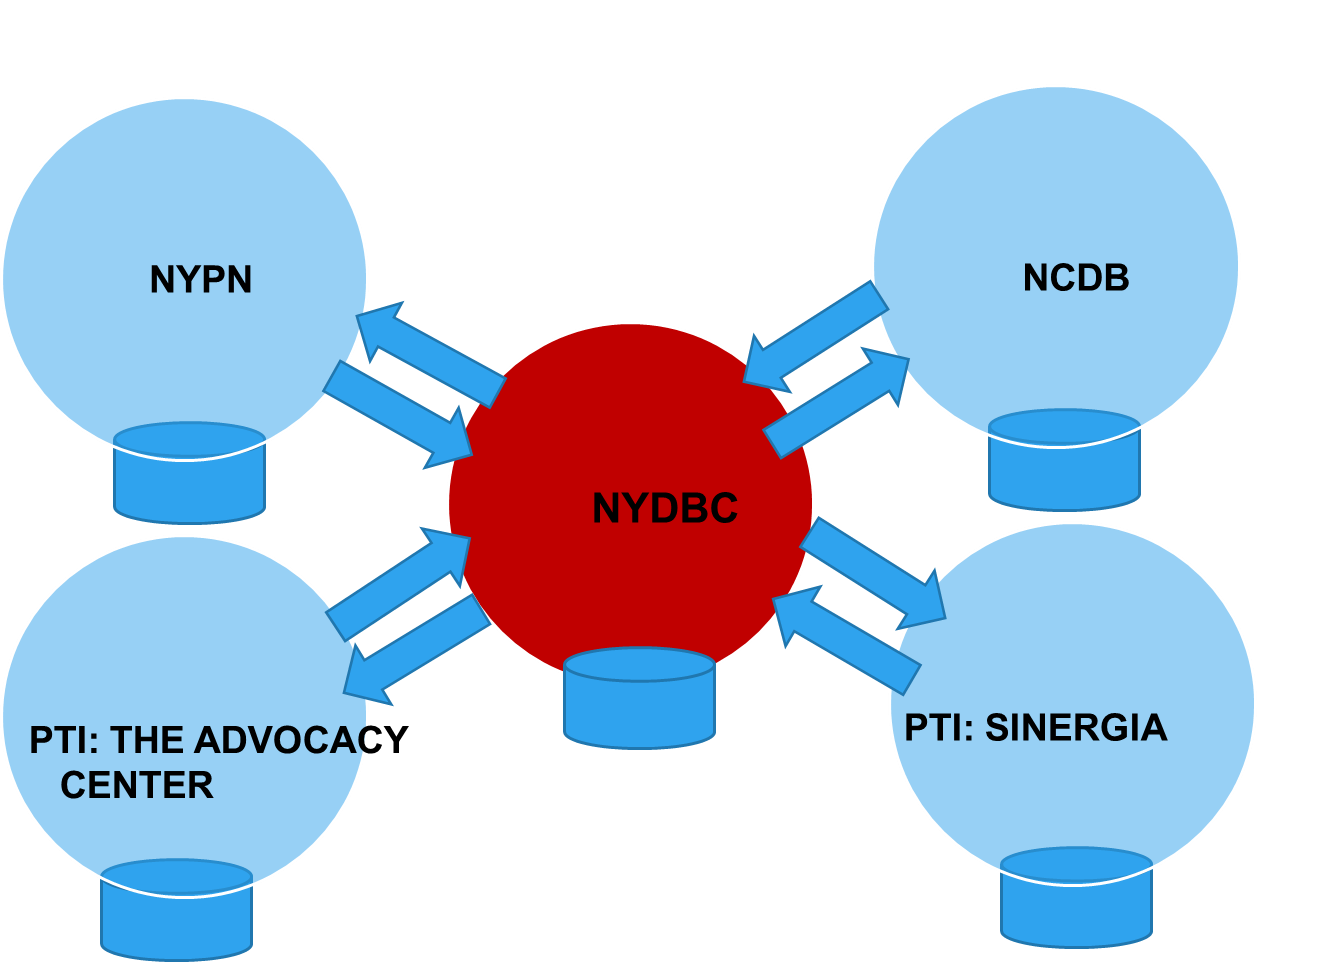 NYPN
NCDB
NYDBC
PTI: THE ADVOCACY
CENTER
PTI: SINERGIA